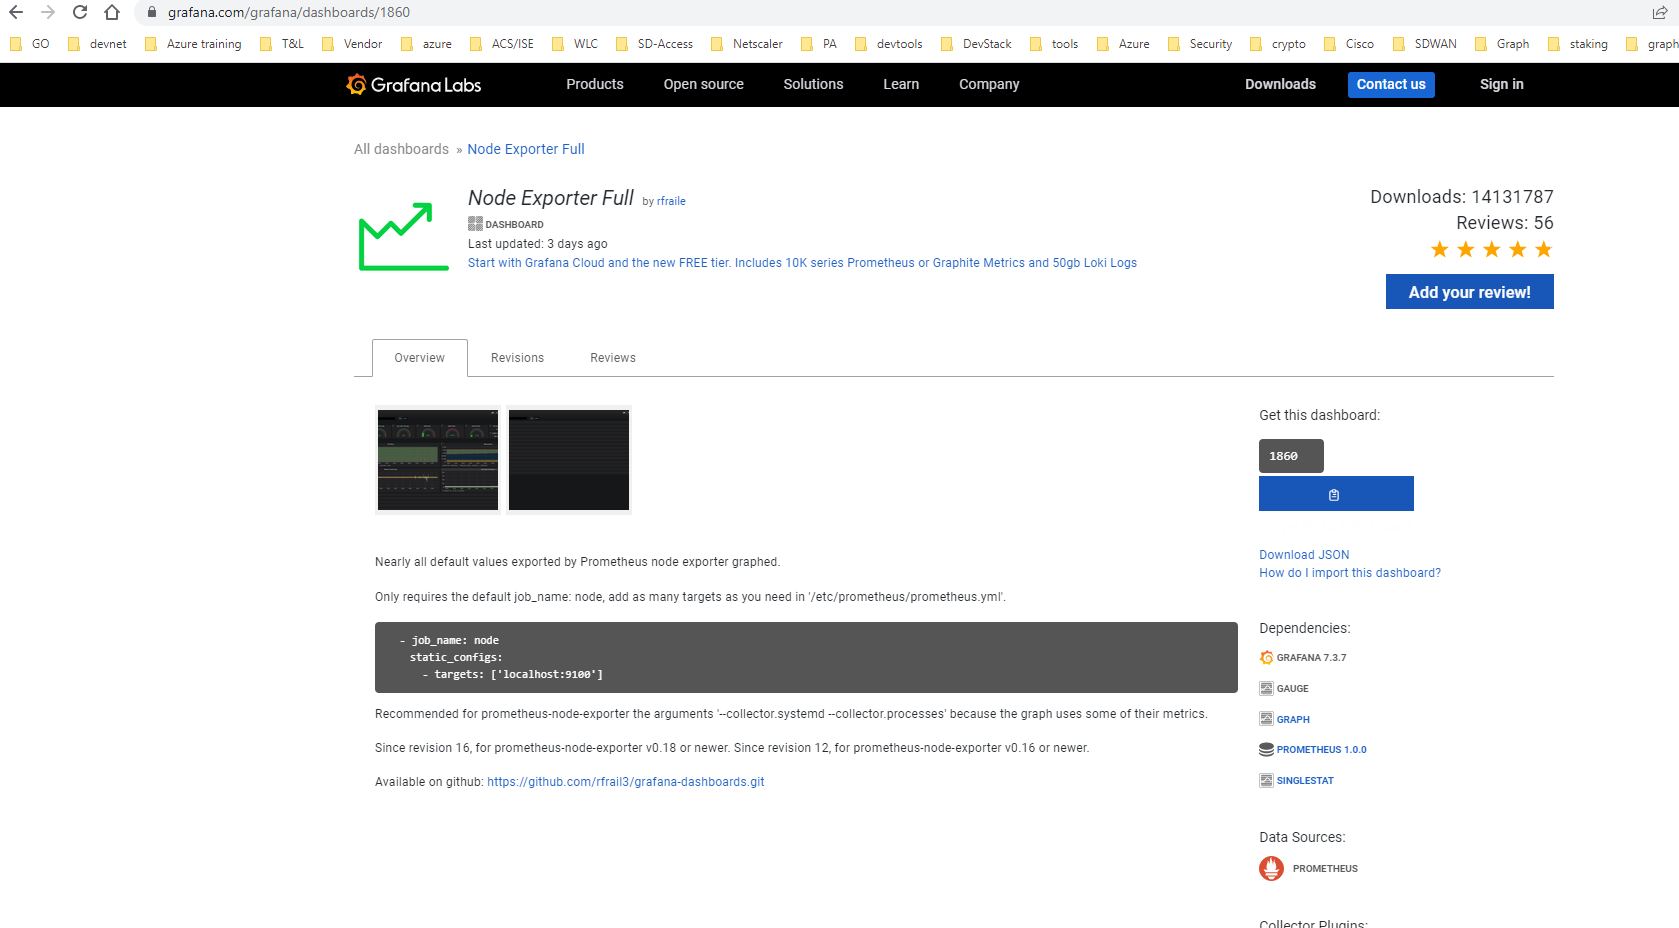 grafana.com/grafana/dashboards/1860
GO devnet Azure training T&L Vendor azure ACS/ISE WLC SD-Access Netscaler PA devtools DevStack tools Azure Security crypto Cisco SDWAN Graph staking graph
Grafana Labs Products Open source Solutions Learn Company Downloads Contact us Sign in
All dashboards » Node Exporter Full
Node Exporter Full by rfraile
DASHBOARD
Last updated: 3 days ago
Start with Grafana Cloud and the new FREE tier. Includes 10K series Prometheus or Graphite Metrics and 50gb Loki Logs
Downloads: 14131787
Reviews: 56
Add your review!
Overview Revisions Reviews
Nearly all default values exported by Prometheus node exporter graphed.
Only requires the default job_name: node, add as many targets as you need in '/etc/prometheus/prometheus.yml'.
- job_name: node
static_configs:
- targets: ['localhost:9100']
Recommended for prometheus-node-exporter the arguments '--collector.systemd --collector.processes' because the graph uses some of their metrics.
Since revision 16, for prometheus-node-exporter v0.18 or newer. Since revision 12, for prometheus-node-exporter v0.16 or newer.
Available on github: https://github.com/rfrail3/grafana-dashboards.git
Get this dashboard:
1860
Download JSON
How do I import this dashboard?
Dependencies:
GRAFANA 7.3.7
GAUGE
GRAPH
PROMETHEUS 1.0.0
SINGLESTAT
Data Sources:
PROMETHEUS
Collector Plugins: